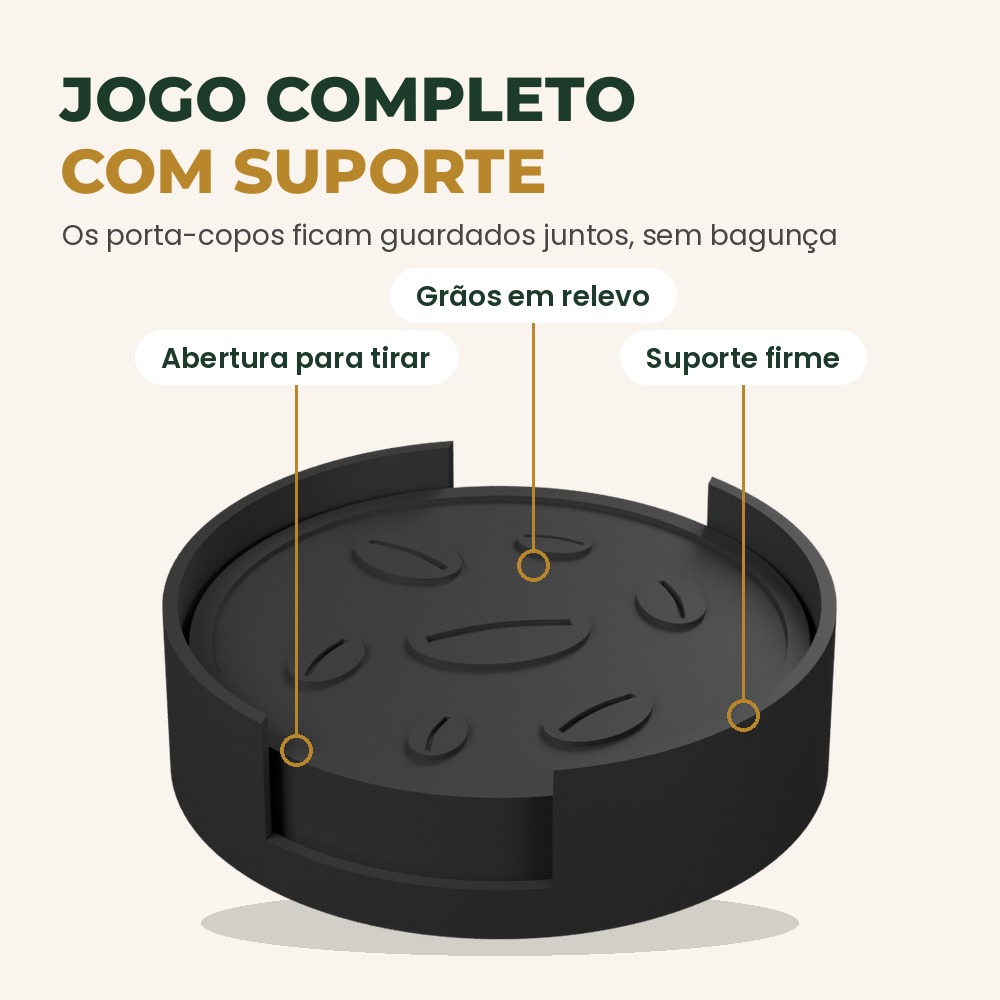 JOGO COMPLETO
COM SUPORTE
Os porta-copos ficam guardados juntos, sem bagunça
Grãos em relevo
Abertura para tirar
Suporte firme